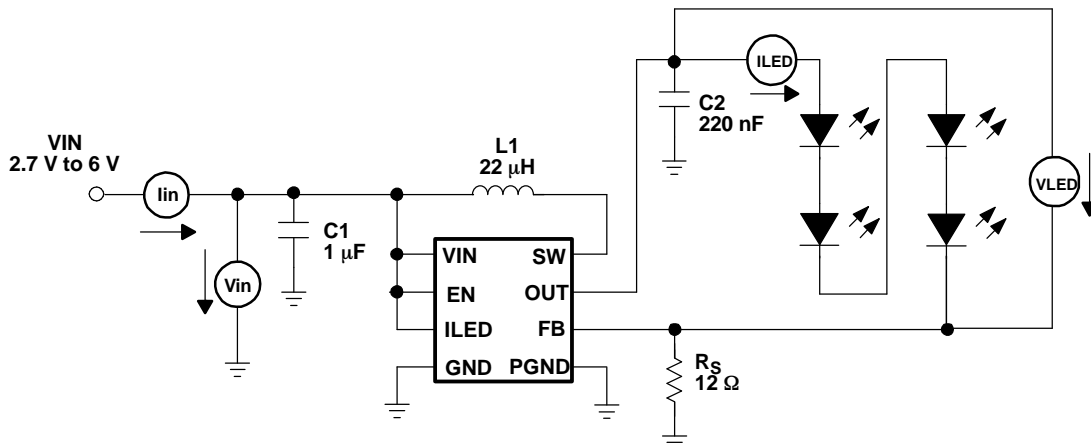 ILED
C2
220 nF
VIN
2.7 V to 6 V
L1
22 μH
VLED
Iin
C1
1 μF
Vin
VIN SW
EN OUT
ILED FB
GND PGND
RS
12 Ω